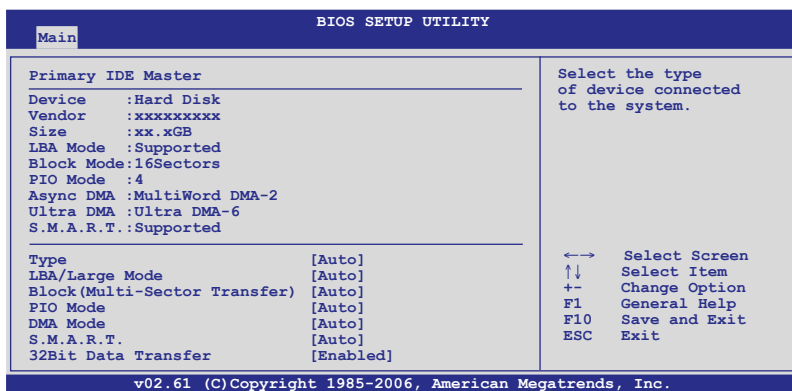 BIOS SETUP UTILITY
Main
Primary IDE Master
Device :Hard Disk
Vendor :xxxxxxxxx
Size :xx.xGB
LBA Mode :Supported
Block Mode:16Sectors
PIO Mode :4
Async DMA :MultiWord DMA-2
Ultra DMA :Ultra DMA-6
S.M.A.R.T.:Supported
Type [Auto]
LBA/Large Mode [Auto]
Block(Multi-Sector Transfer) [Auto]
PIO Mode [Auto]
DMA Mode [Auto]
S.M.A.R.T. [Auto]
32Bit Data Transfer [Enabled]
Select the type
of device connected
to the system.
←→ Select Screen
↑↓ Select Item
+- Change Option
F1 General Help
F10 Save and Exit
ESC Exit
v02.61 (C)Copyright 1985-2006, American Megatrends, Inc.